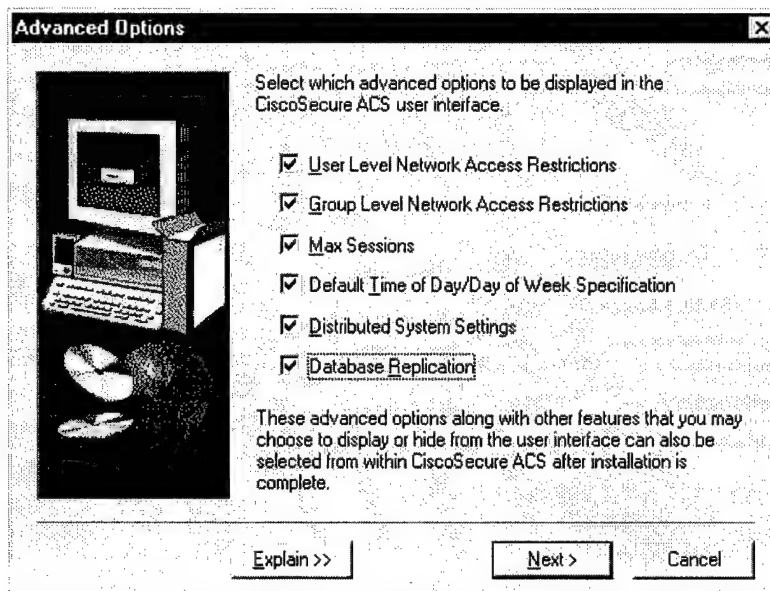 Advanced Options
Select which advanced options to be displayed in the
CiscoSecure ACS user interface.
User Level Network Access Restrictions
Group Level Network Access Restrictions
Max Sessions
Default Time of Day/Day of Week Specification
Distributed System Settings
Database Replication
These advanced options along with other features that you may
choose to display or hide from the user interface can also be
selected from within CiscoSecure ACS after installation is
complete.
Explain >>
Next >
Cancel